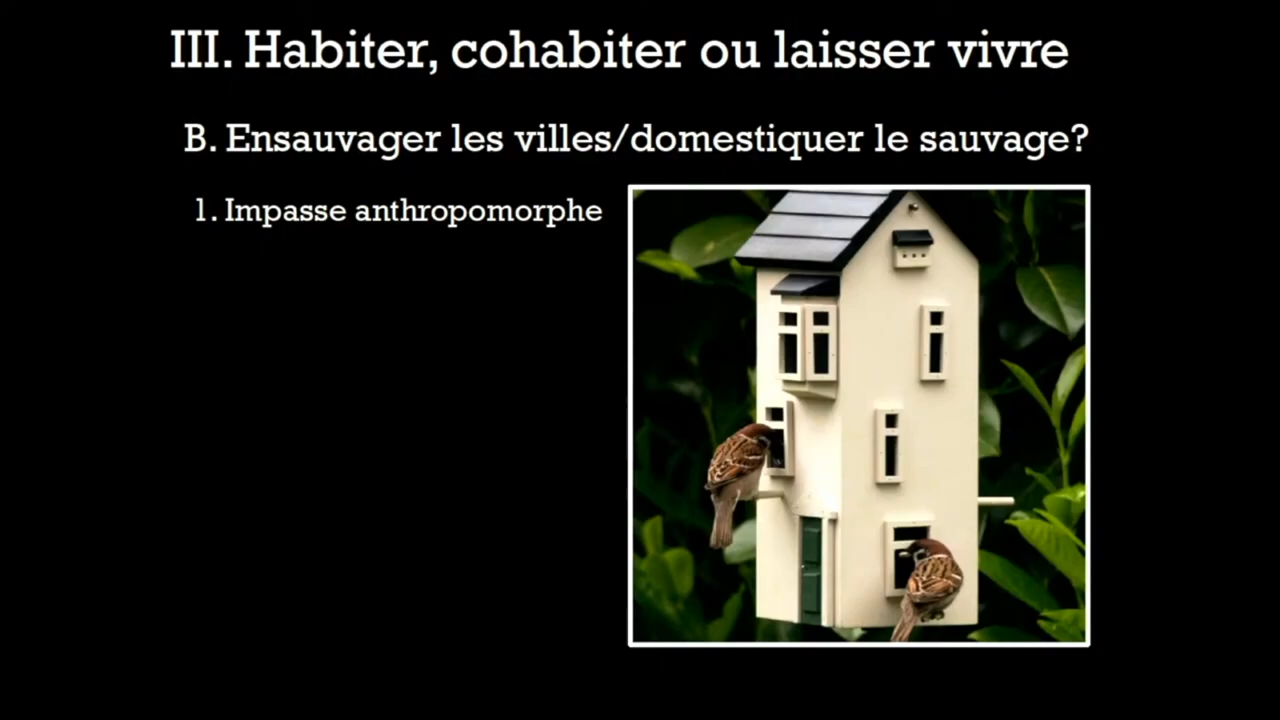 III. Habiter, cohabiter ou laisser vivre
B. Ensauvager les villes/domestiquer le sauvage?
1. Impasse anthropomorphe